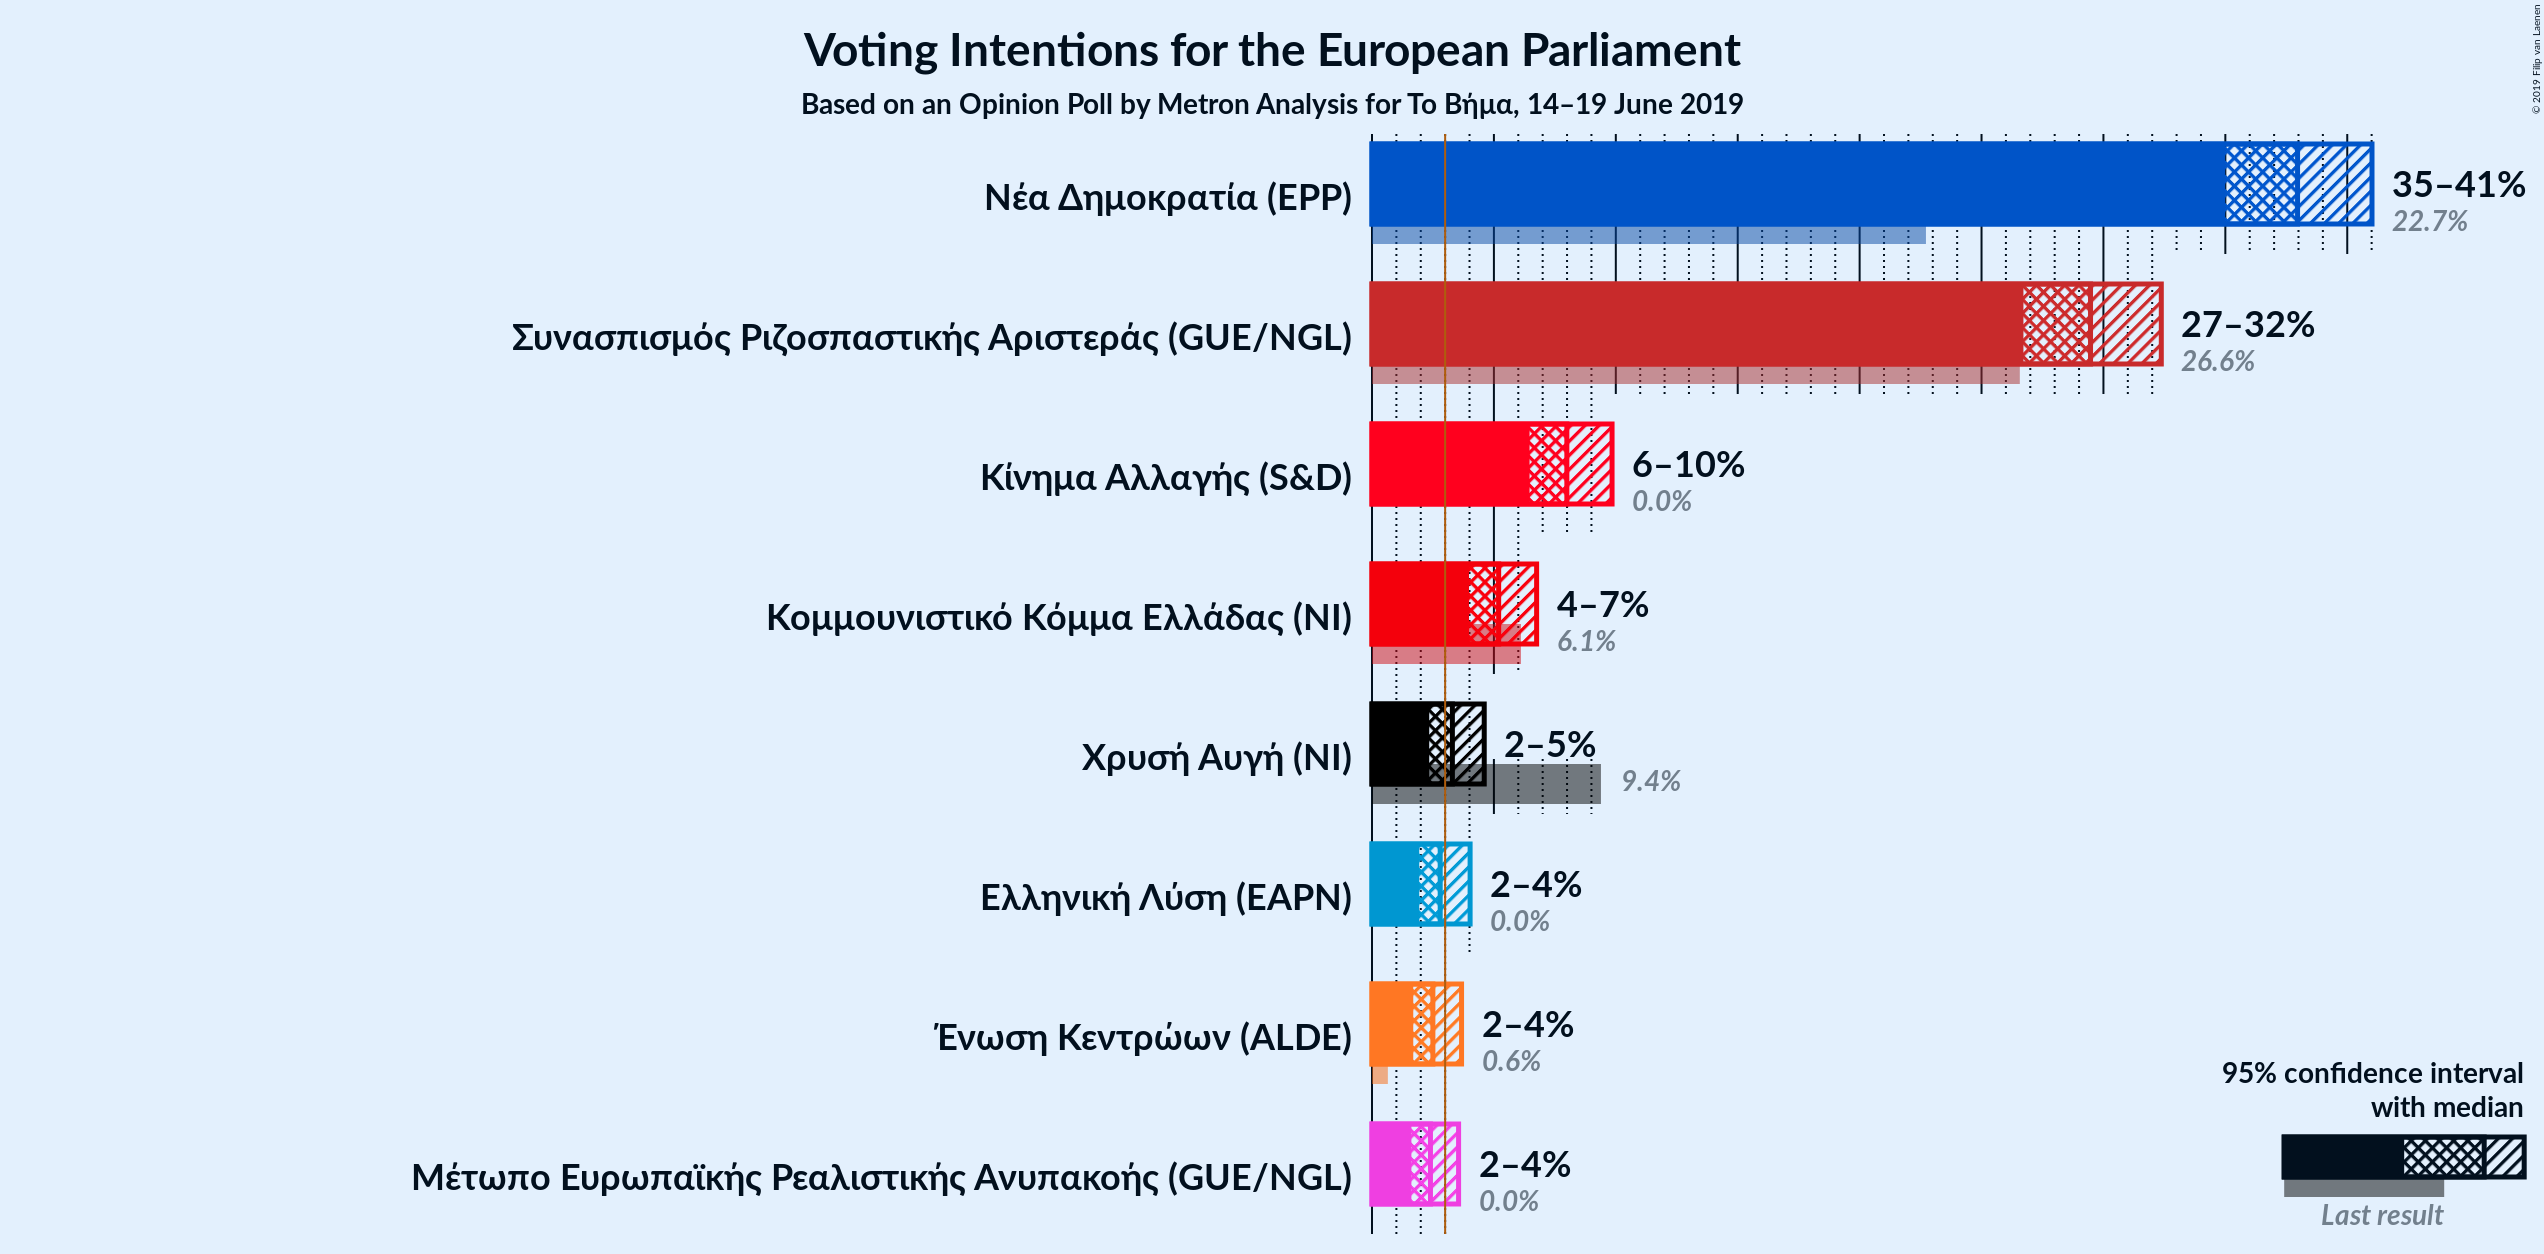 Voting Intentions for the European Parliament
Based on an Opinion Poll by Metron Analysis for Το Βήμα, 14–19 June 2019
© 2019 Filip van Laenen
Νέα Δημοκρατία (EPP)
35–41%
22.7%
Συνασπισμός Ριζοσπαστικής Αριστεράς (GUE/NGL)
27–32%
26.6%
Κίνημα Αλλαγής (S&D)
6–10%
0.0%
Κομμουνιστικό Κόμμα Ελλάδας (NI)
4–7%
6.1%
Χρυσή Αυγή (NI)
2–5%
9.4%
Ελληνική Λύση (EAPN)
2–4%
0.0%
Ένωση Κεντρώων (ALDE)
2–4%
0.6%
Μέτωπο Ευρωπαϊκής Ρεαλιστικής Ανυπακοής (GUE/NGL)
2–4%
0.0%
95% confidence interval
with median
Last result